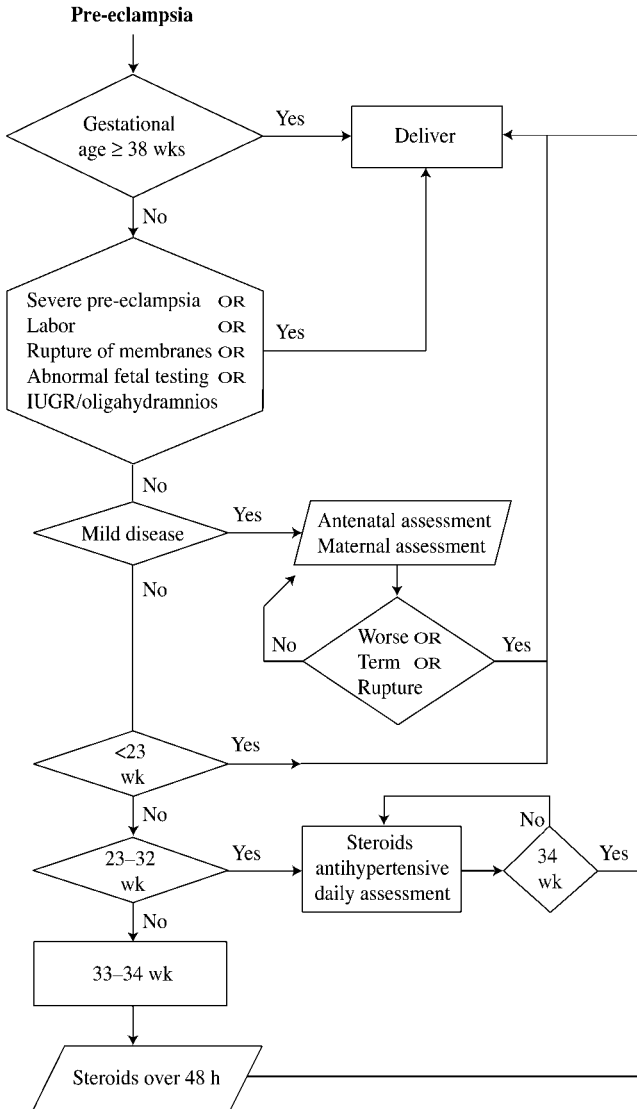 Pre-eclampsia
Gestational
age ≥ 38 wks
Yes
Deliver
No
Severe pre-eclampsia OR
Labor OR
Rupture of membranes OR
Abnormal fetal testing OR
IUGR/oligahydramnios
Yes
No
Mild disease
Yes
Antenatal assessment
Maternal assessment
No
Worse OR
Term OR
Rupture
No
Yes
<23
wk
Yes
No
23–32
wk
Yes
Steroids
antihypertensive
daily assessment
No
34
wk
Yes
No
33–34 wk
Steroids over 48 h